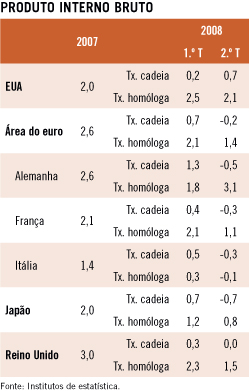 PRODUTO INTERNO BRUTO
2007 2008
1.º T 2.º T
EUA 2,0 Tx. cadeia 0,2 0,7
Tx. homóloga 2,5 2,1
Área do euro 2,6 Tx. cadeia 0,7 -0,2
Tx. homóloga 2,1 1,4
Alemanha 2,6 Tx. cadeia 1,3 -0,5
Tx. homóloga 1,8 3,1
França 2,1 Tx. cadeia 0,4 -0,3
Tx. homóloga 2,1 1,1
Itália 1,4 Tx. cadeia 0,5 -0,3
Tx. homóloga 0,3 -0,1
Japão 2,0 Tx. cadeia 0,7 -0,7
Tx. homóloga 1,2 0,8
Reino Unido 3,0 Tx. cadeia 0,3 0,0
Tx. homóloga 2,3 1,5
Fonte: Institutos de estatística.